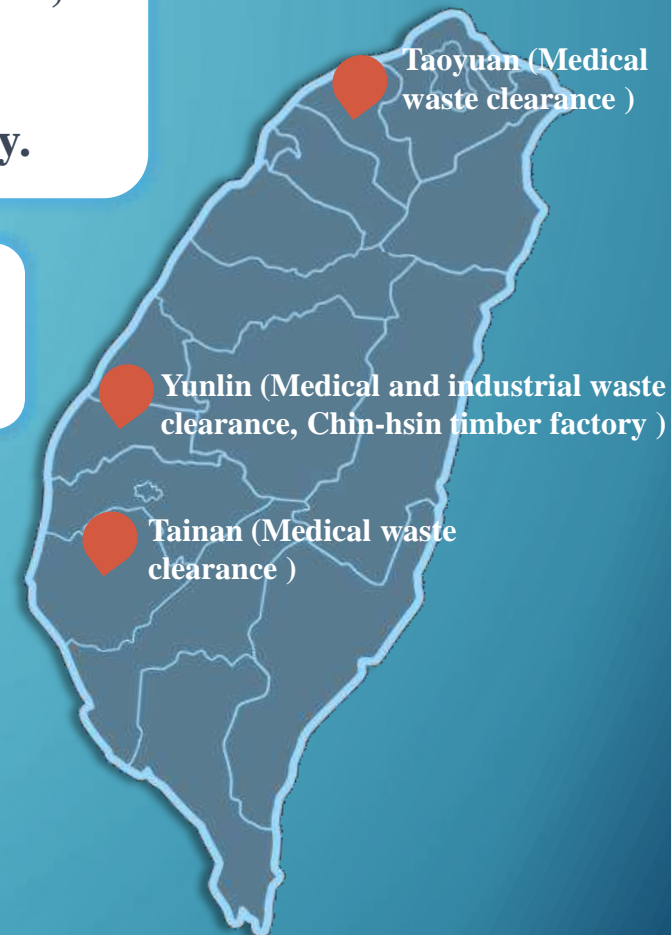 )
y.
Taoyuan (Medical
waste clearance )
Yunlin (Medical and industrial waste
clearance, Chin-hsin timber factory )
Tainan (Medical waste
clearance )